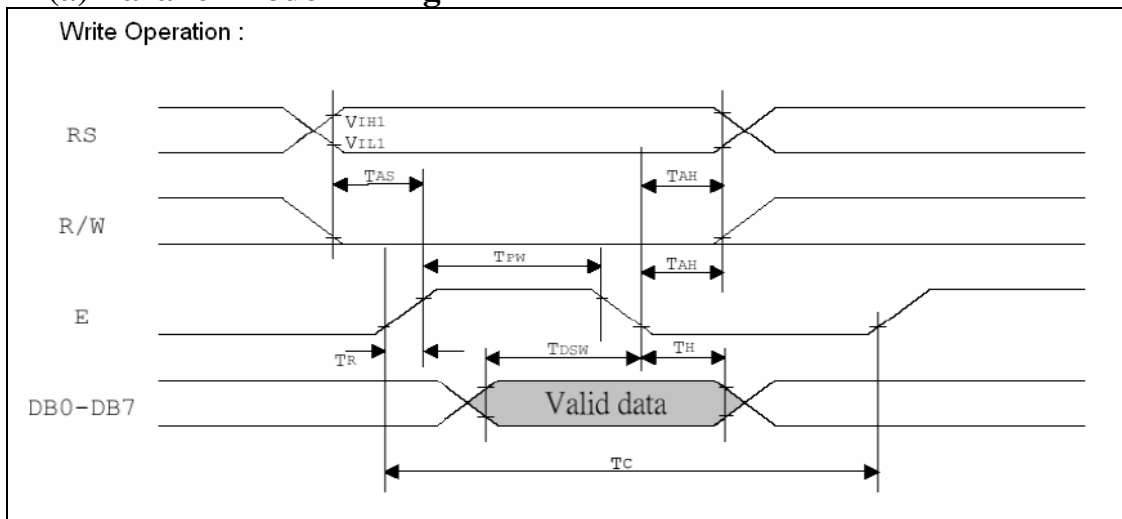 Write Operation :
RS
VIH1
VIL1
TAS
TAH
R/W
TPW
TAH
E
TR
TDSW
TH
DB0-DB7
Valid data
TC